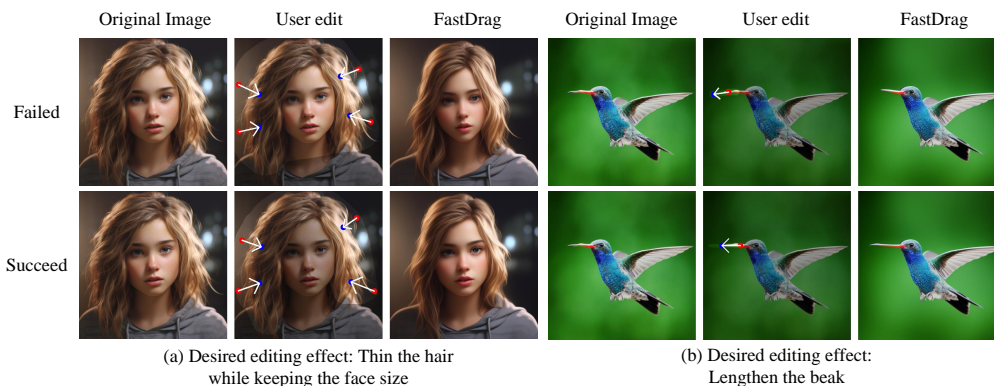 Original Image User edit FastDrag Original Image User edit FastDrag
Failed
Succeed
(a) Desired editing effect: Thin the hair
while keeping the face size
(b) Desired editing effect:
Lengthen the beak